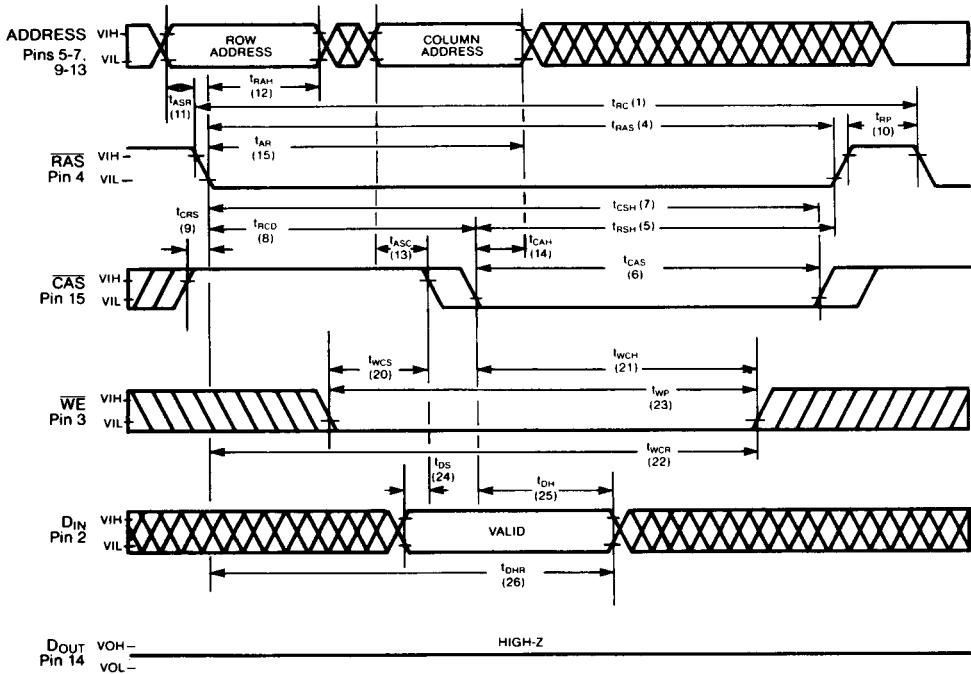 ADDRESS
Pins 5-7,
9-13
VIH
VIL
ROW
ADDRESS
COLUMN
ADDRESS
tASR
(11)
tRAH
(12)
tRC (1)
tRAS (4)
tRP
(10)
tAR
(15)
RAS
Pin 4
VIH
VIL
tCSH (7)
tCRS
(9)
tRCD
(8)
tRSH (5)
tASC
(13)
tCAH
(14)
tCAS
(6)
CAS
Pin 15
VIH
VIL
tWCS
(20)
tWCH
(21)
tWP
(23)
WE
Pin 3
VIH
VIL
tWCR
(22)
tDS
(24)
tDH
(25)
DIN
Pin 2
VIH
VIL
VALID
tDHR
(26)
DOUT
Pin 14
VOH
VOL
HIGH-Z